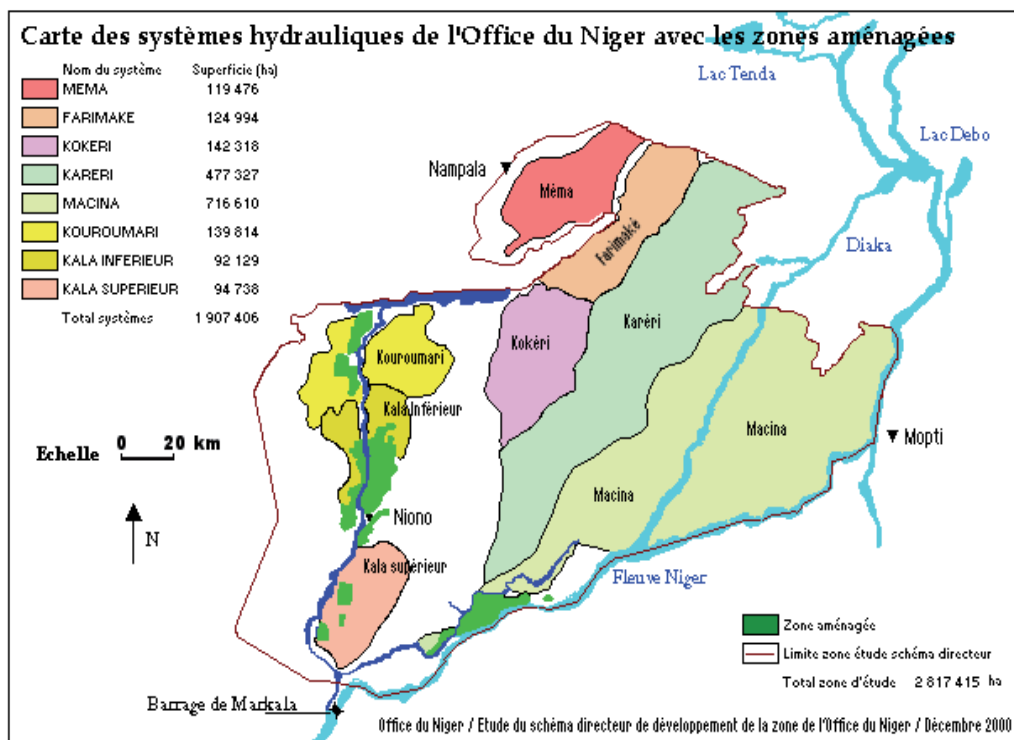 Carte des systèmes hydrauliques de l'Office du Niger avec les zones aménagées
Nom du système Superficie (ha)
MEMA 119 476
FARIMAKE 124 994
KOKERI 142 318
KARERI 477 327
MACINA 716 610
KOUROUMARI 139 814
KALA INFERIEUR 92 129
KALA SUPERIEUR 94 738
Total systèmes 1 907 406
Lac Tenda
Lac Debo
Nampala
Méma
Farimaké
Diaka
Karéri
Kokéri
Kouroumari
Kala Inférieur
Echelle 0 20 km
Macina
Mopti
Macina
N
Niono
Kala supérieur
Fleuve Niger
Zone aménagée
Limite zone étude schéma directeur
Total zone d'étude 2 817 415 ha
Barrage de Markala
Office du Niger / Etude du schéma directeur de développement de la zone de l'Office du Niger / Décembre 2000